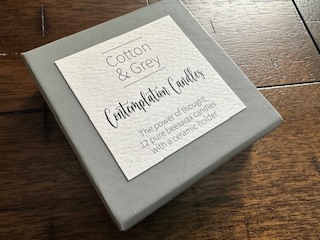 Cotton
& Grey
Contemplation Candles
The power of thought:
12 pure beeswax candles
with a ceramic holder